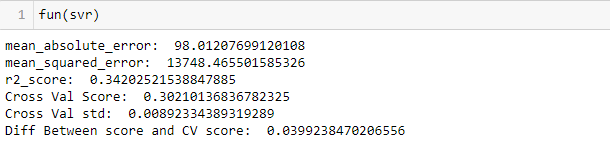 1 fun(svr)
mean_absolute_error:  98.01207699120108
mean_squared_error:  13748.465501585326
r2_score:  0.34202521538847885
Cross Val Score:  0.30210136836782325
Cross Val std:  0.00892334389319289
Diff Between score and CV score:  0.0399238470206556